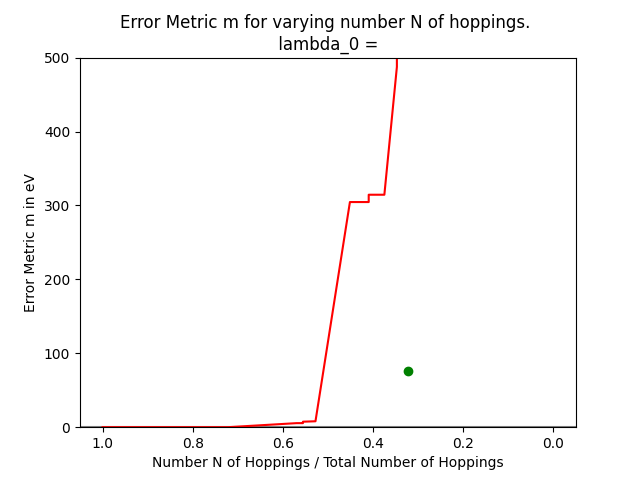 Error Metric m for varying number N of hoppings.
lambda_0 =
500
400
300
200
100
0
Error Metric m in eV
1.0 0.8 0.6 0.4 0.2 0.0
Number N of Hoppings / Total Number of Hoppings